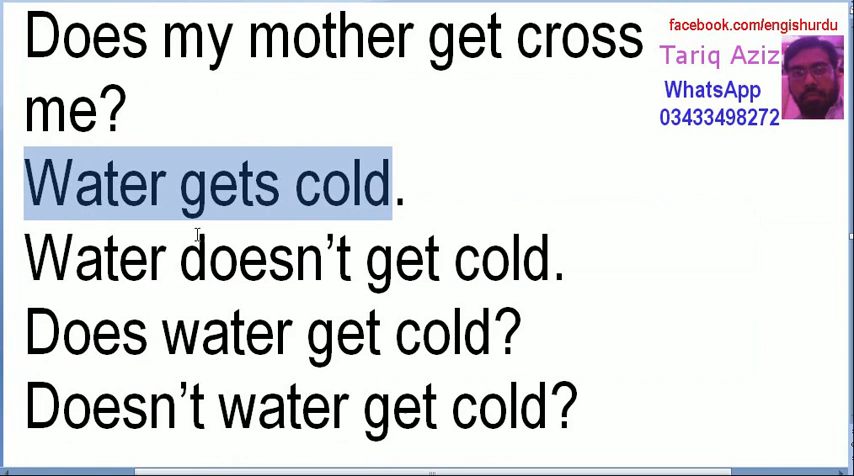 Does my mother get cross
me?
Water gets cold.
Water doesn’t get cold.
Does water get cold?
Doesn’t water get cold?
facebook.com/engishurdu
Tariq Aziz
WhatsApp
03433498272